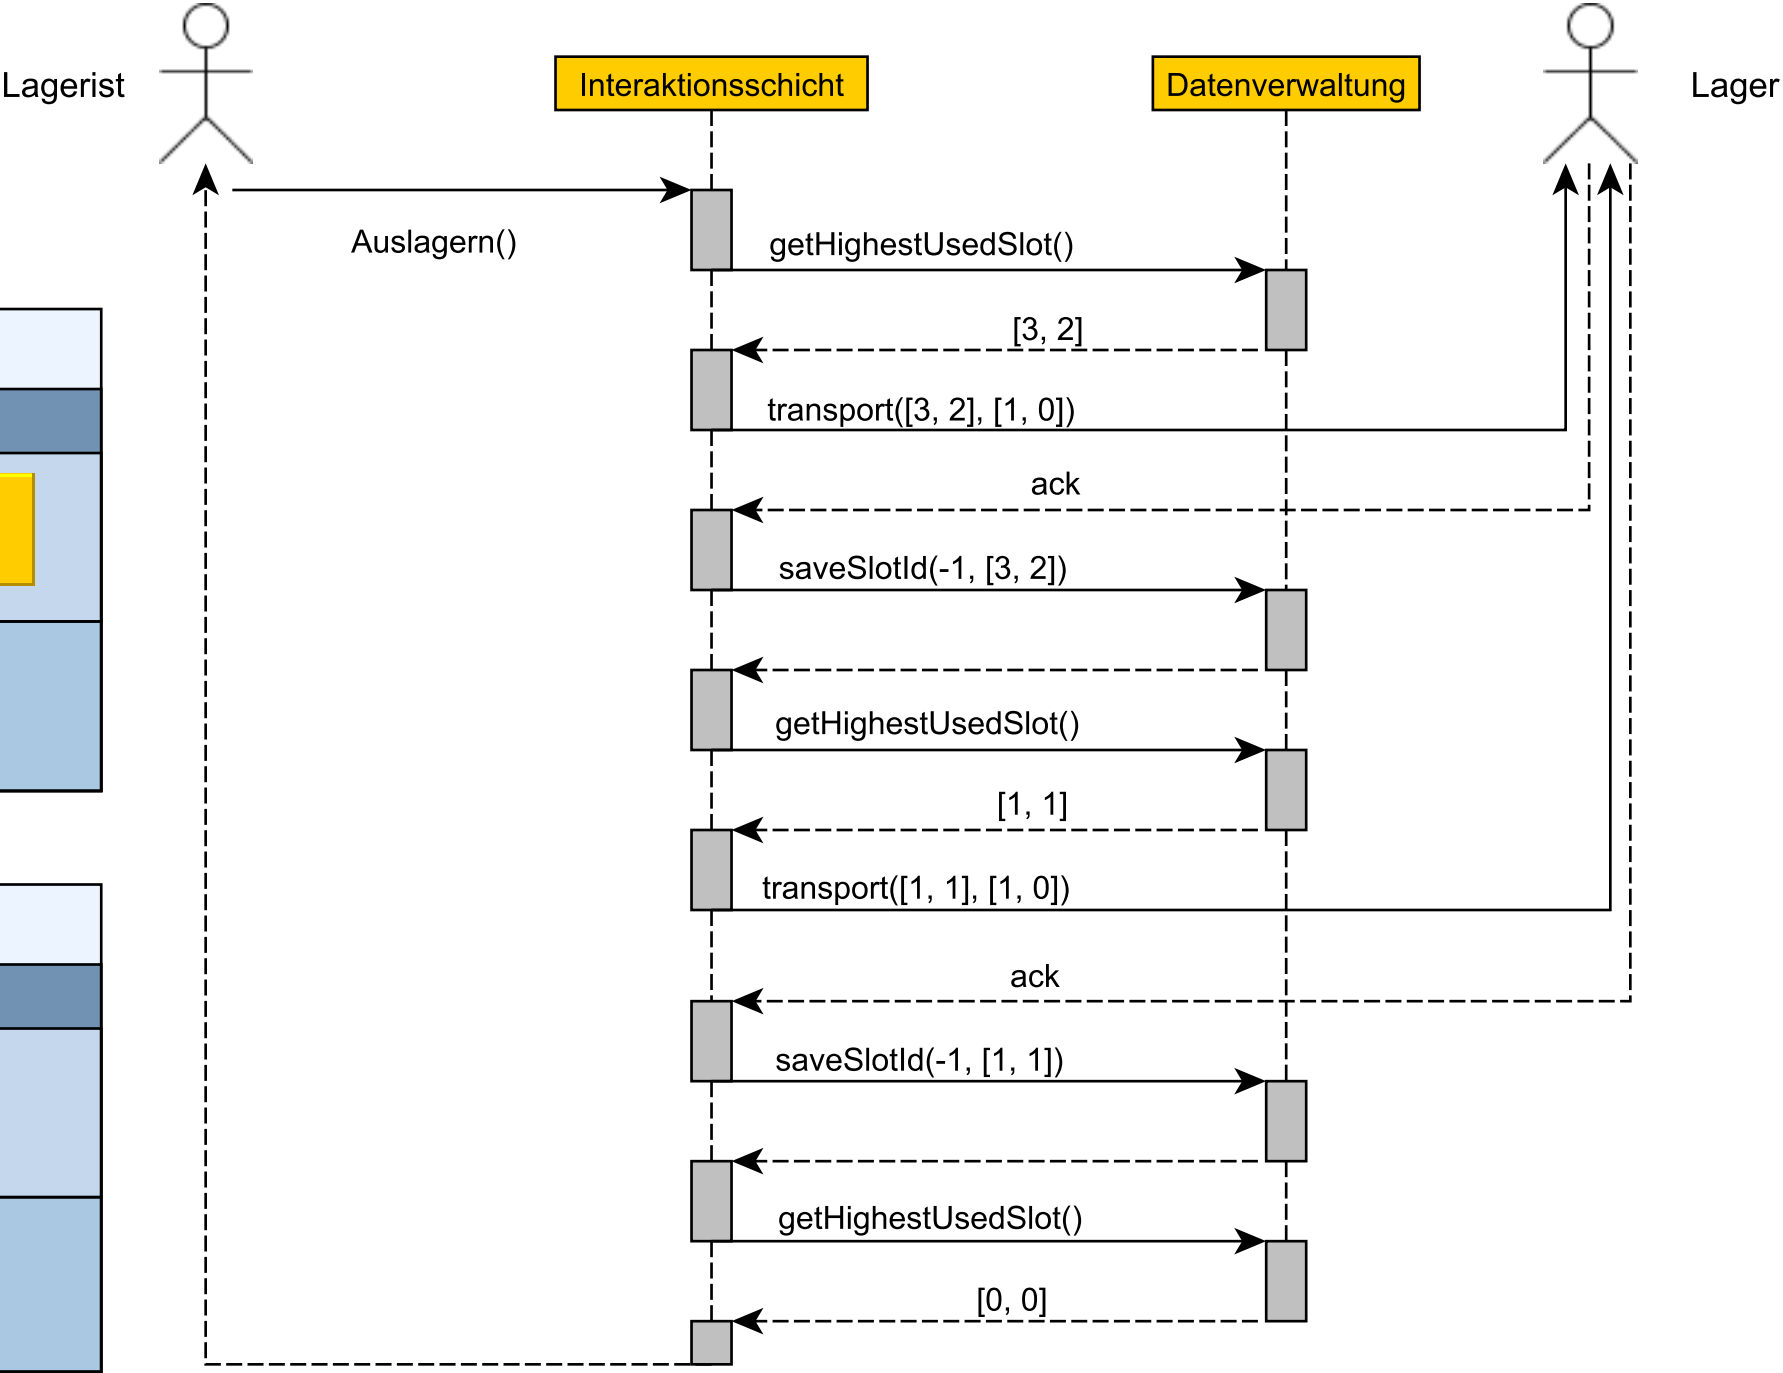 Lagerist
Interaktionsschicht
Datenverwaltung
Lager
Auslagern()
getHighestUsedSlot()
[3, 2]
transport([3, 2], [1, 0])
ack
saveSlotId(-1, [3, 2])
getHighestUsedSlot()
[1, 1]
transport([1, 1], [1, 0])
ack
saveSlotId(-1, [1, 1])
getHighestUsedSlot()
[0, 0]